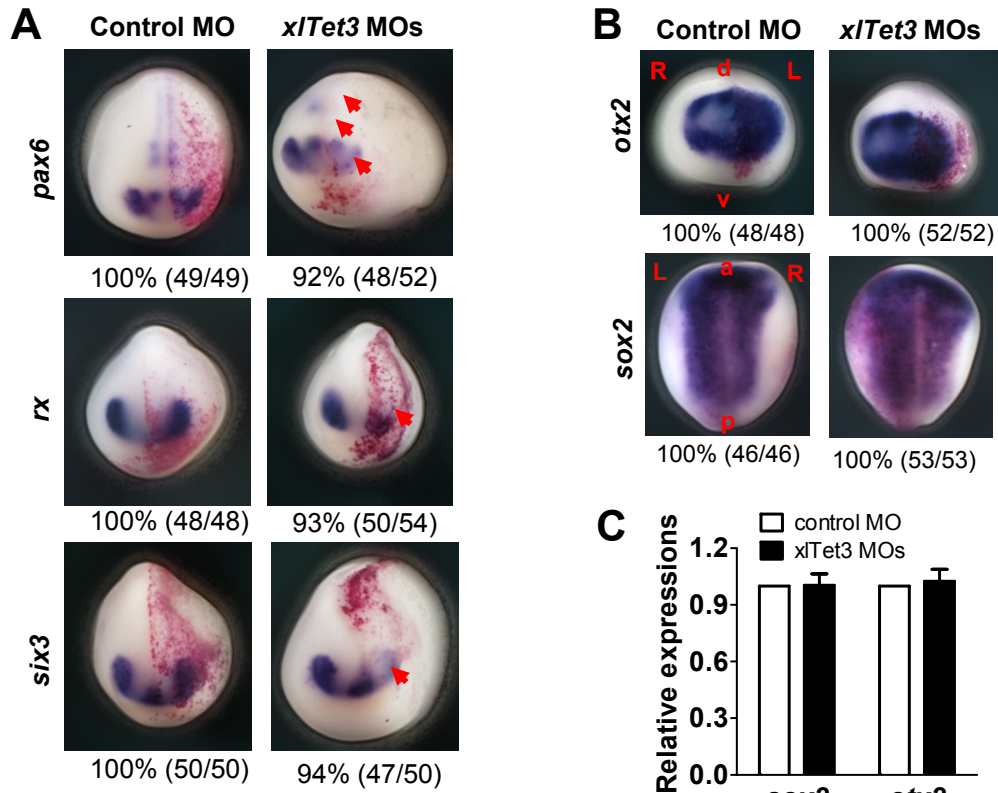 A
Control MO xlTet3 MOs
pax6
100% (49/49) 92% (48/52)
rx
100% (48/48) 93% (50/54)
six3
100% (50/50) 94% (47/50)
B
Control MO xlTet3 MOs
R d L
otx2
v
100% (48/48) 100% (52/52)
L a R
sox2
p
100% (46/46) 100% (53/53)
C
control MO
xlTet3 MOs
Relative expressions
1.2
0.9
0.6
0.3
0.0
sox2 otx2